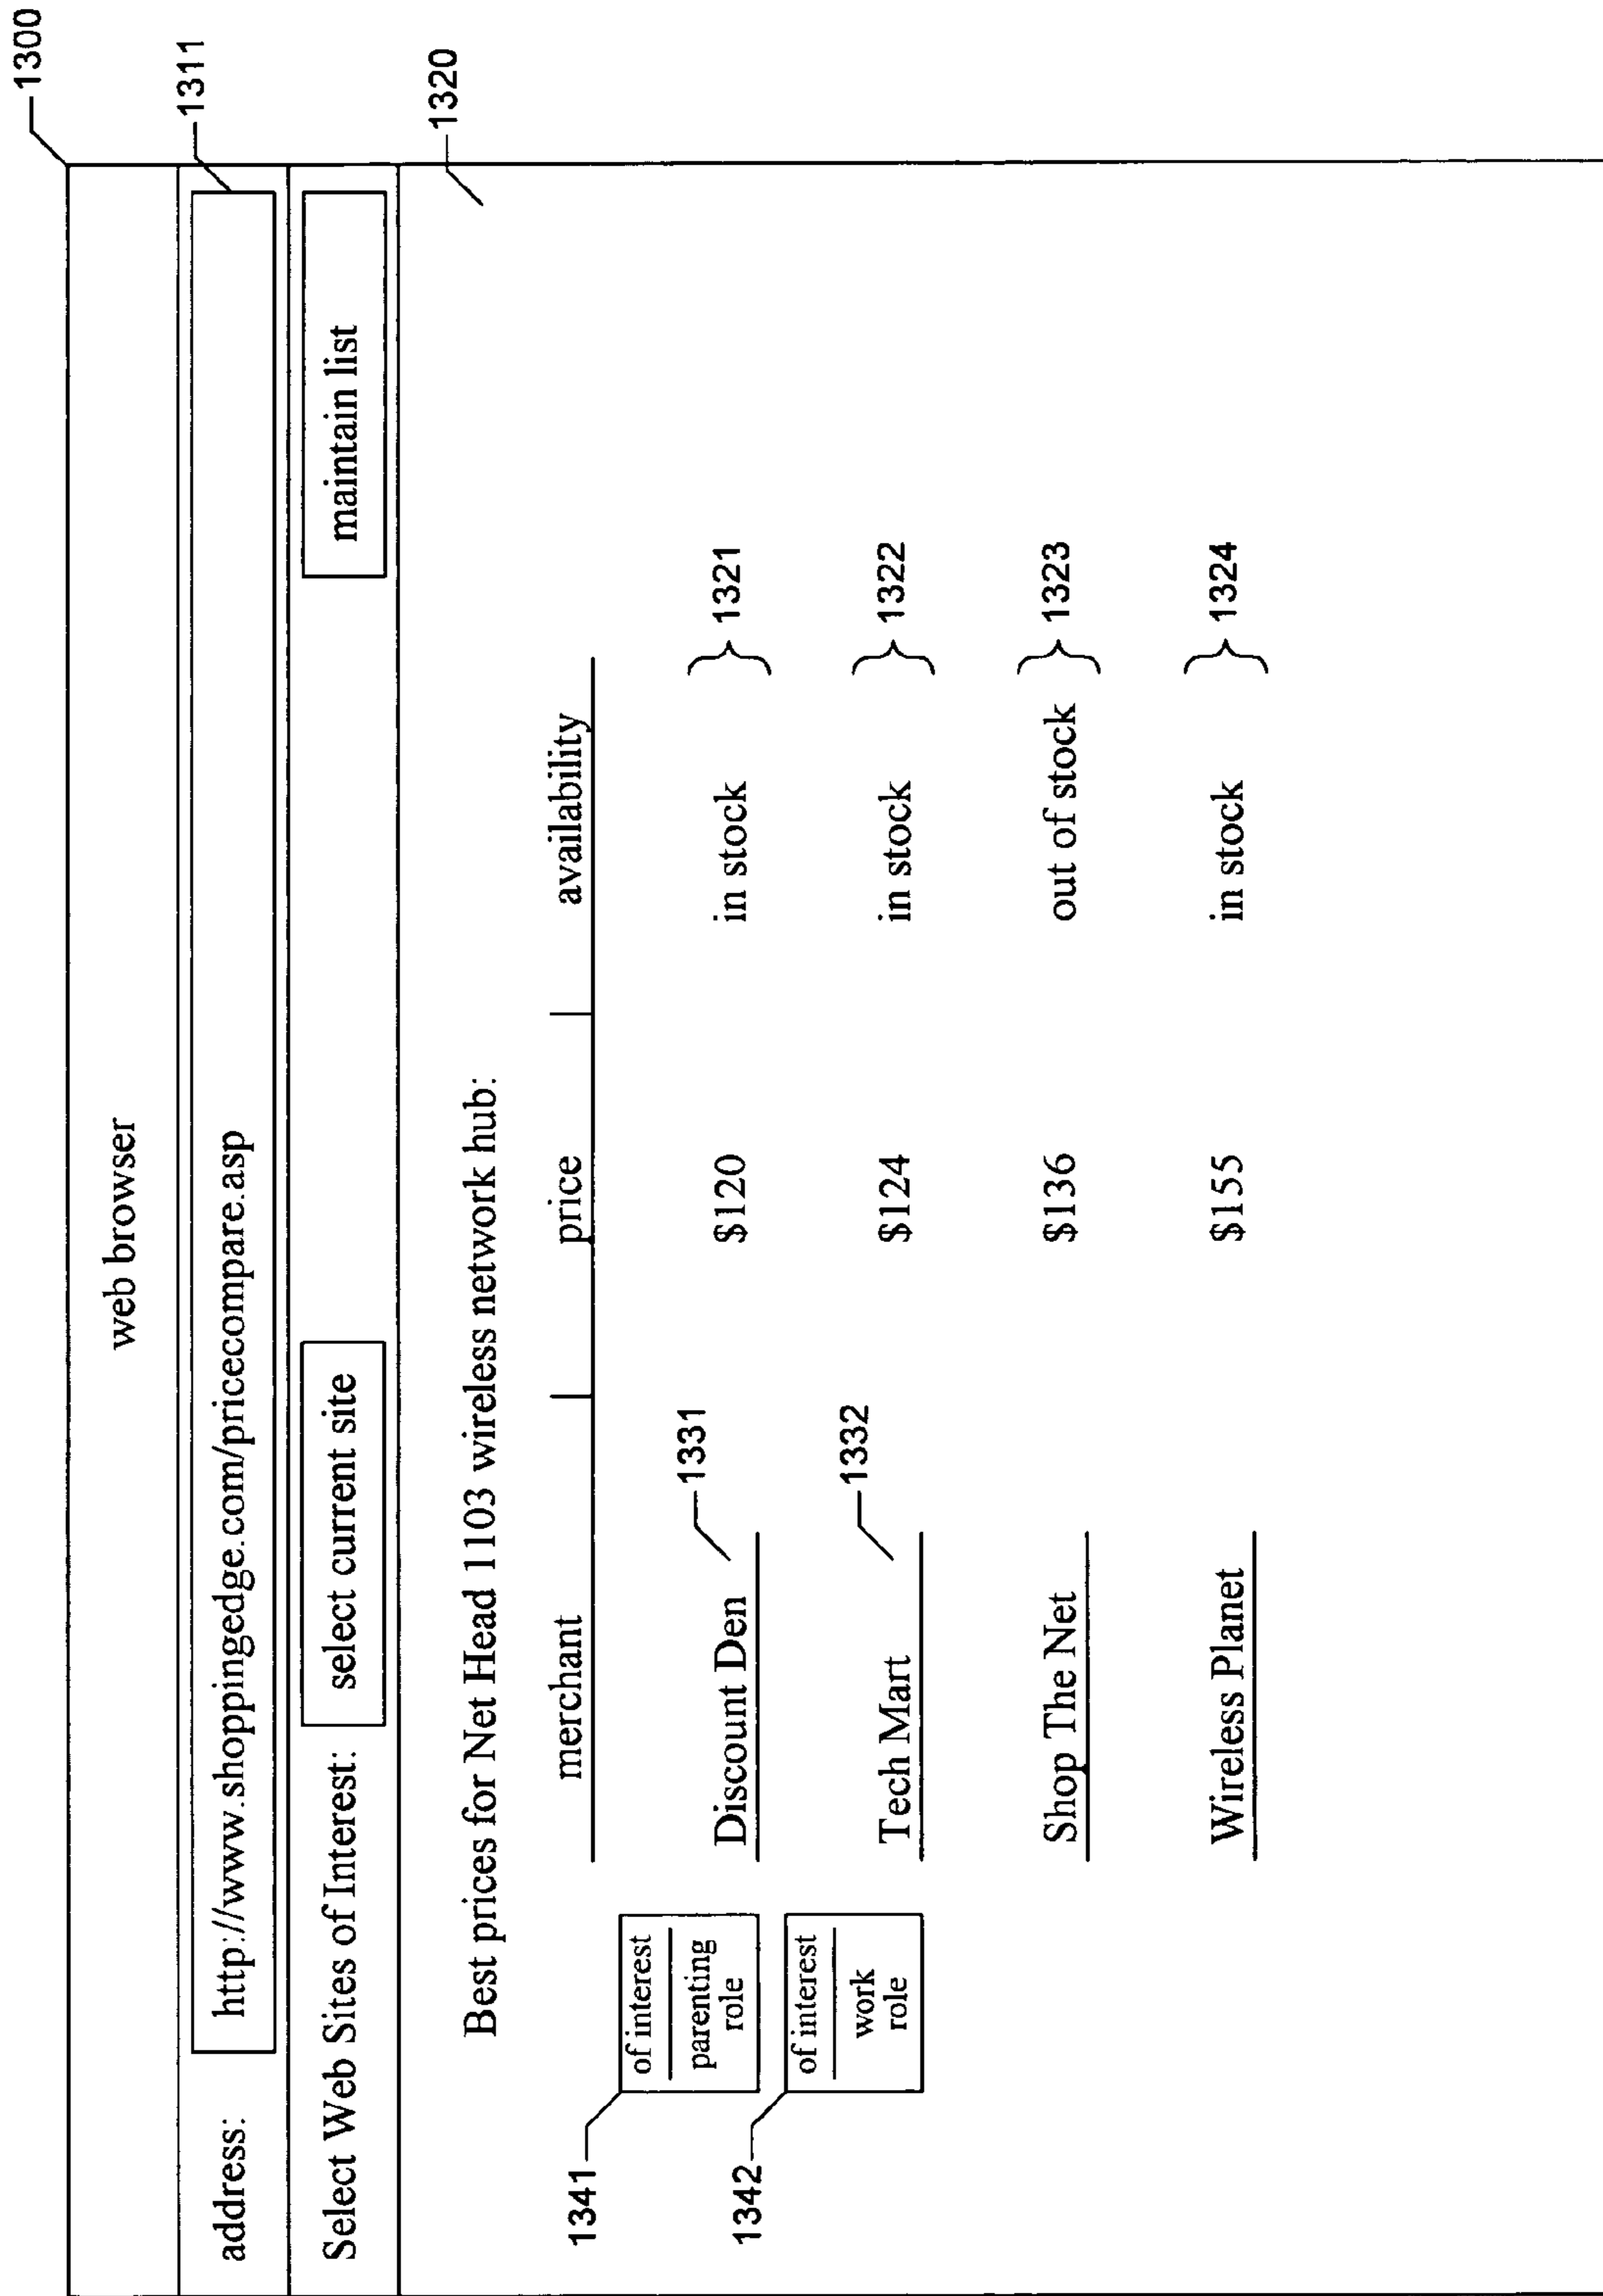 1300
web browser
address: http://www.shoppingedge.com/pricecompare.asp 1311
Select Web Sites of Interest: select current site maintain list
1320
Best prices for Net Head 1103 wireless network hub:
merchant price availability
1341 of interest
parenting
role
Discount Den 1331 $120 in stock 1321
1342 of interest
work
role
Tech Mart 1332 $124 in stock 1322
Shop The Net $136 out of stock 1323
Wireless Planet $155 in stock 1324